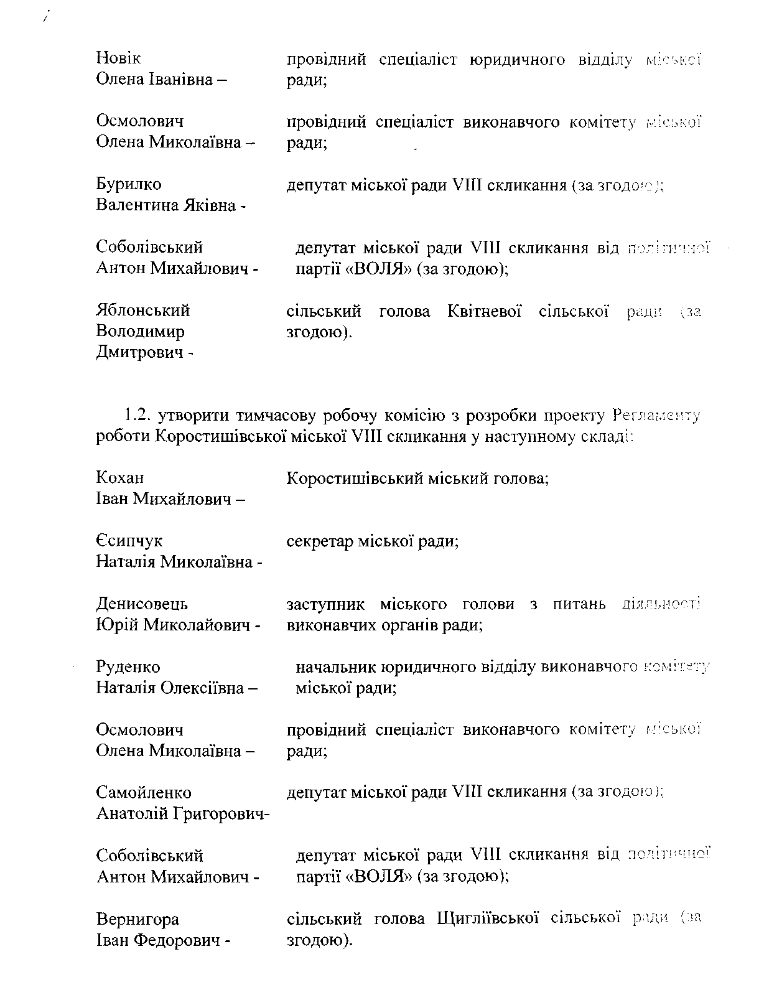 Новік
Олена Іванівна –
провідний спеціаліст юридичного відділу міської
ради;
Осмолович
Олена Миколаївна –
провідний спеціаліст виконавчого комітету міської
ради;
Бурилко
Валентина Яківна -
депутат міської ради VIII скликання (за згодою);
Соболівський
Антон Михайлович -
депутат міської ради VIII скликання від політичної
партії «ВОЛЯ» (за згодою);
Яблонський
Володимир
Дмитрович -
сільський голова Квітневої сільської ради (за
згодою).
1.2. утворити тимчасову робочу комісію з розробки проекту Регламенту
роботи Коростишівської міської VIII скликання у наступному складі:
Кохан
Іван Михайлович –
Коростишівський міський голова;
Єсипчук
Наталія Миколаївна -
секретар міської ради;
Денисовець
Юрій Миколайович -
заступник міського голови з питань діяльності
виконавчих органів ради;
Руденко
Наталія Олексіївна –
начальник юридичного відділу виконавчого комітету
міської ради;
Осмолович
Олена Миколаївна –
провідний спеціаліст виконавчого комітету міської
ради;
Самойленко
Анатолій Григорович-
депутат міської ради VIII скликання (за згодою);
Соболівський
Антон Михайлович -
депутат міської ради VIII скликання від політичної
партії «ВОЛЯ» (за згодою);
Вернигора
Іван Федорович -
сільський голова Щигліївської сільської ради (за
згодою).